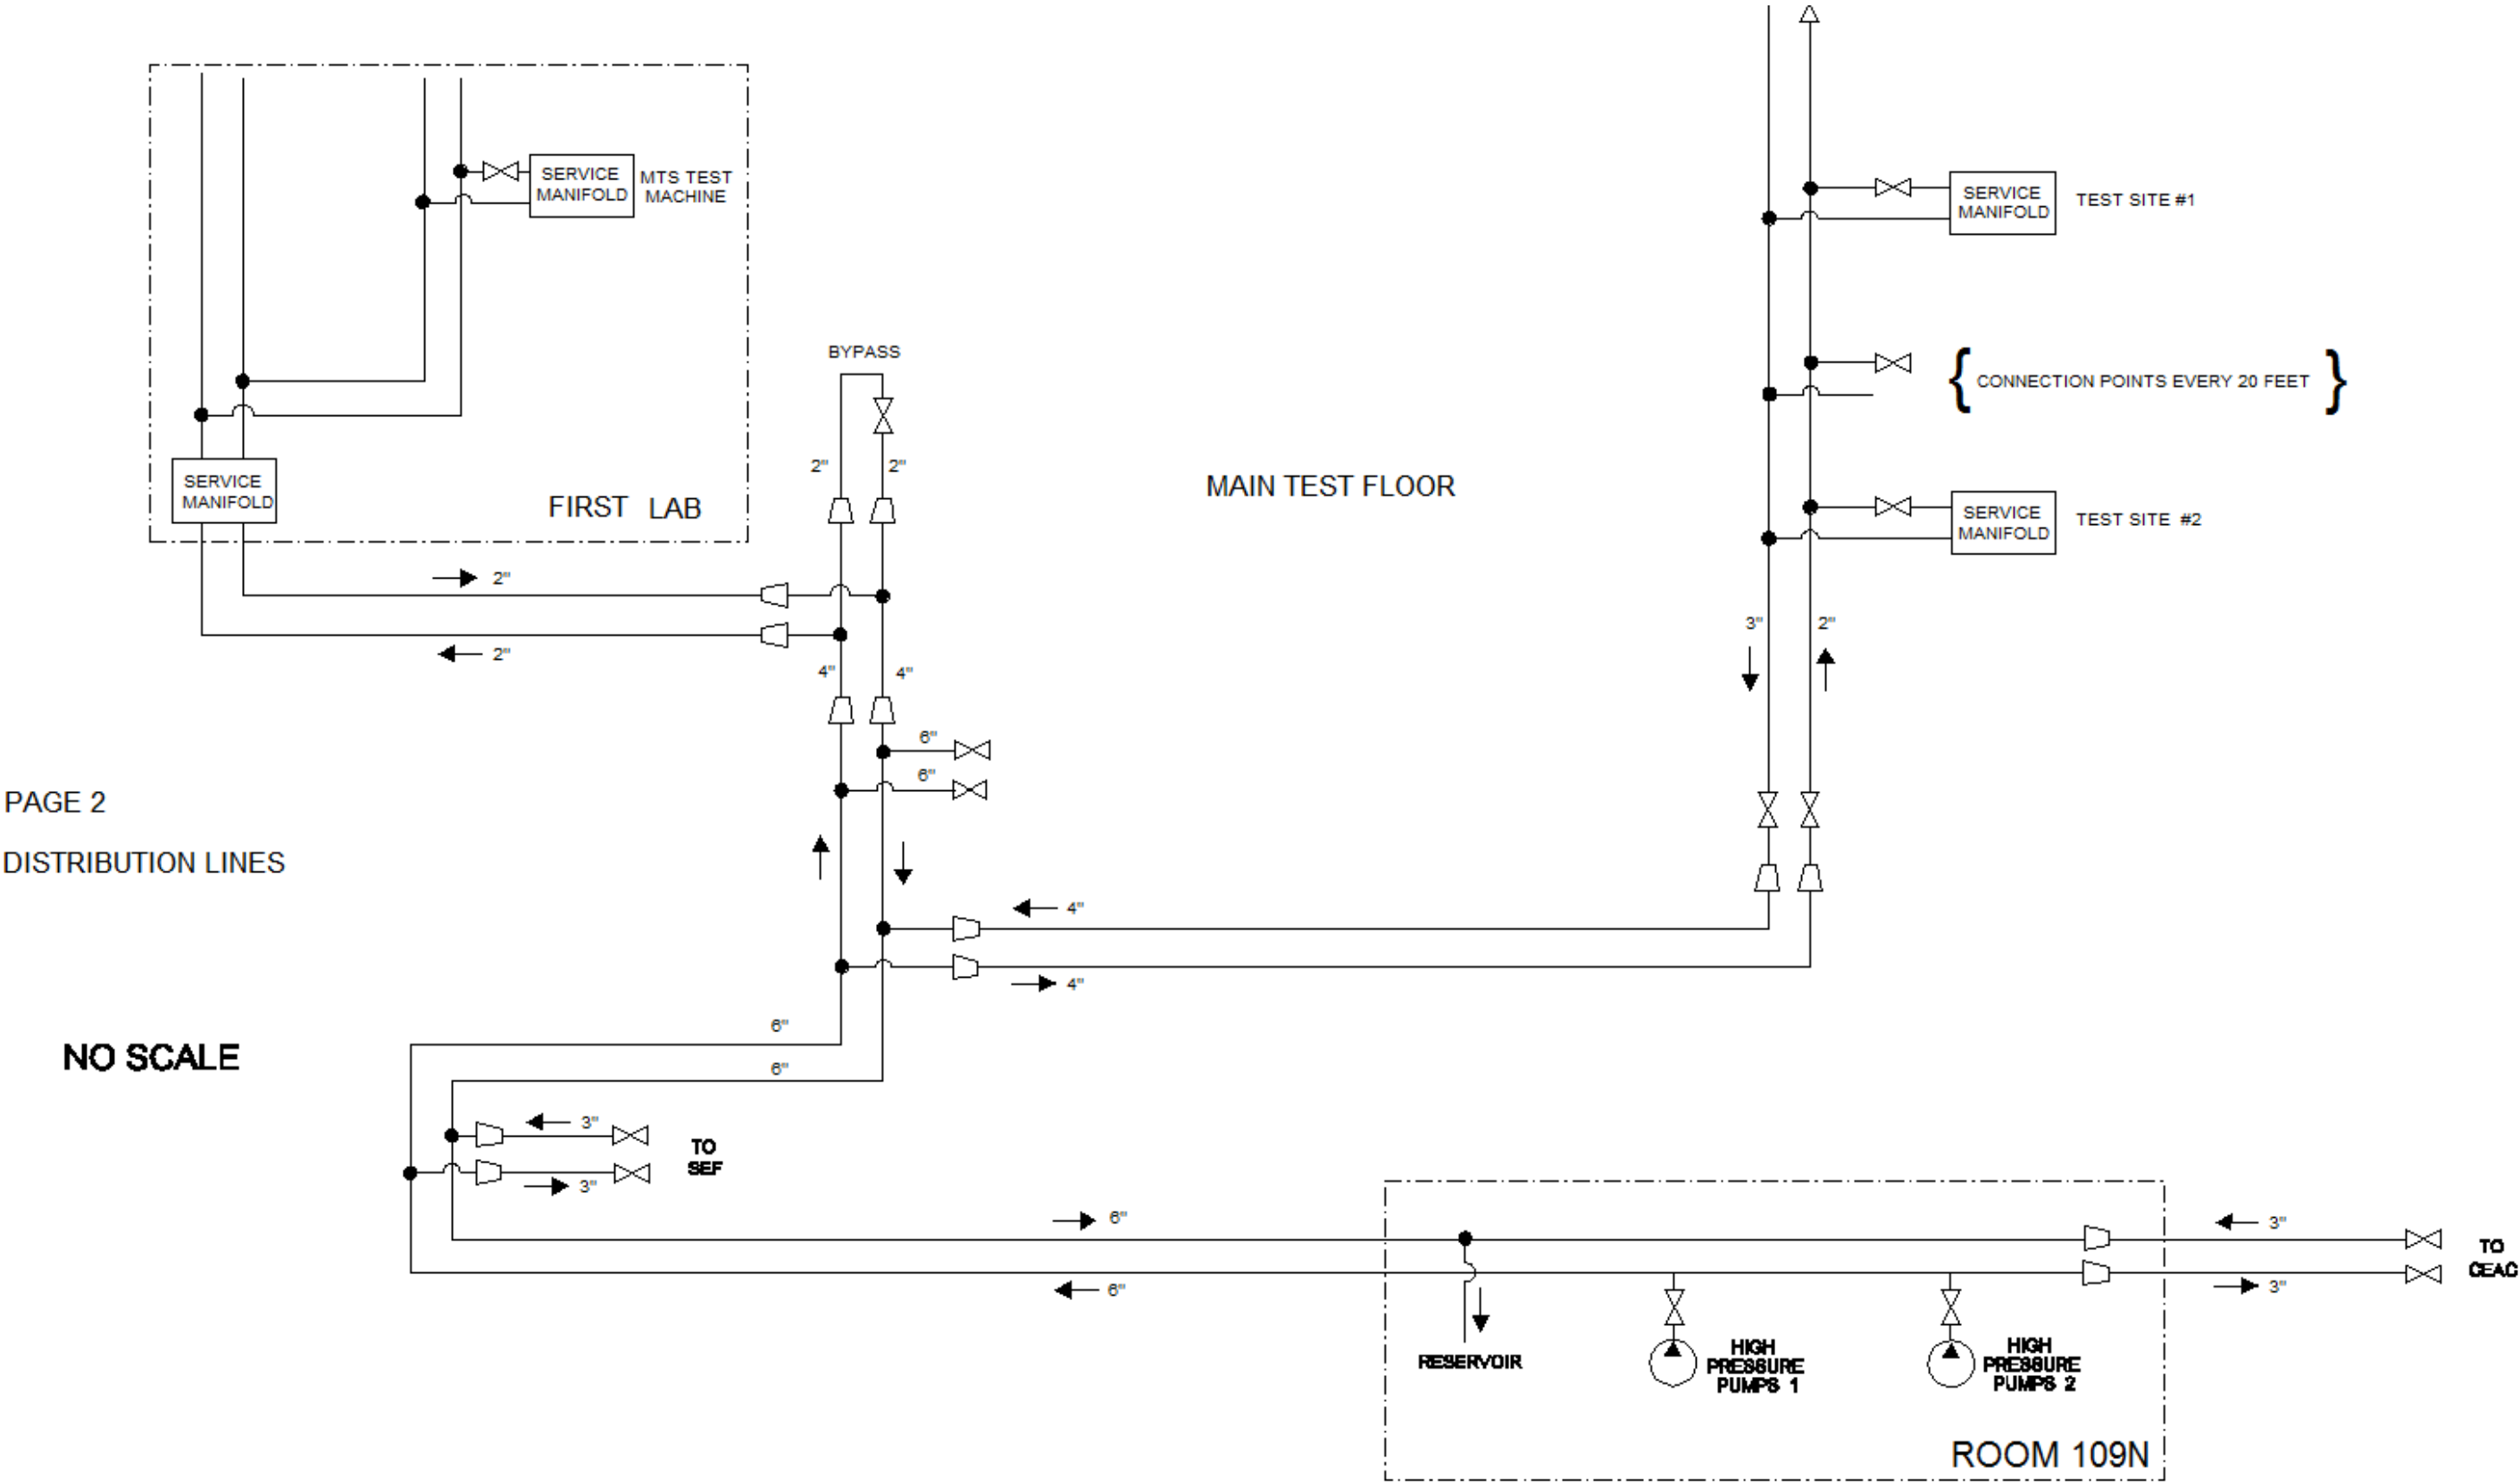 SERVICE
MANIFOLD
MTS TEST
MACHINE
SERVICE
MANIFOLD
TEST SITE #1
BYPASS
CONNECTION POINTS EVERY 20 FEET
{ }
2"
2"
SERVICE
MANIFOLD
FIRST LAB
MAIN TEST FLOOR
SERVICE
MANIFOLD
TEST SITE #2
2"
3"
2"
2"
4"
4"
6"
6"
PAGE 2
DISTRIBUTION LINES
4"
4"
6"
NO SCALE
6"
3"
TO
SEF
3"
6"
3"
TO
CEAC
6"
3"
RESERVOIR
HIGH
PRESSURE
PUMPS 1
HIGH
PRESSURE
PUMPS 2
ROOM 109N